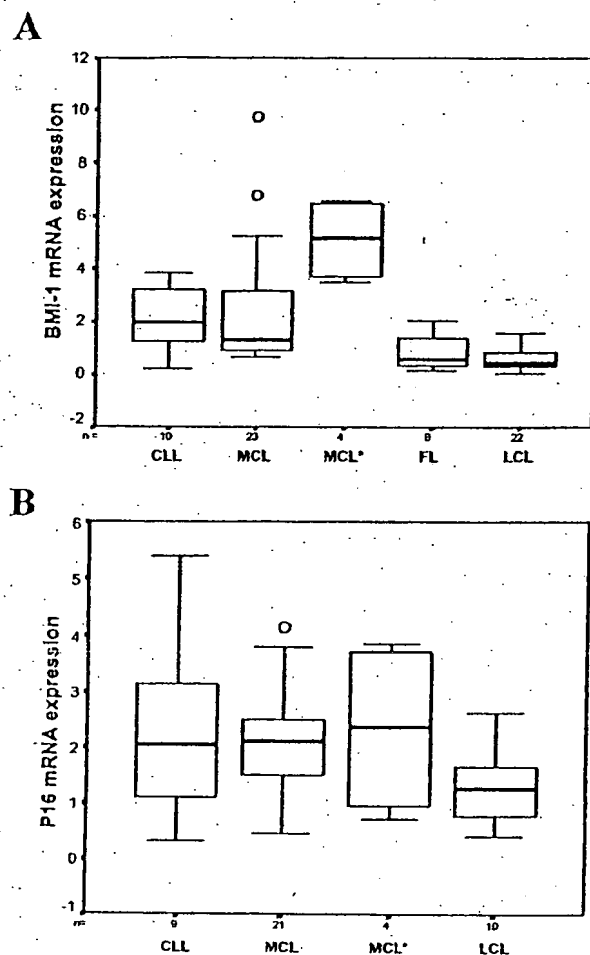 A
BMI-1 mRNA expression
12
10
8
6
4
2
0
-2
n= 10 23 4 8 22
CLL MCL MCL* FL LCL
B
P16 mRNA expression
6
5
4
3
2
1
0
-1
n= 9 21 4 10
CLL MCL MCL* LCL